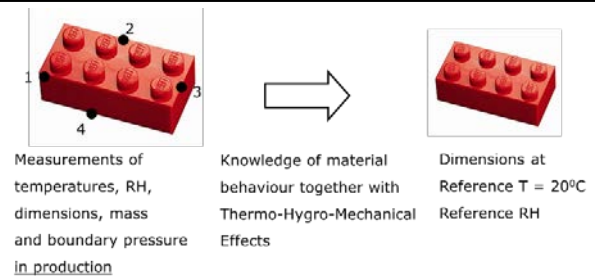 2
1
3
4
Measurements of
temperatures, RH,
dimensions, mass
and boundary pressure
in production
Knowledge of material
behaviour together with
Thermo-Hygro-Mechanical
Effects
Dimensions at
Reference T = 20⁰C
Reference RH